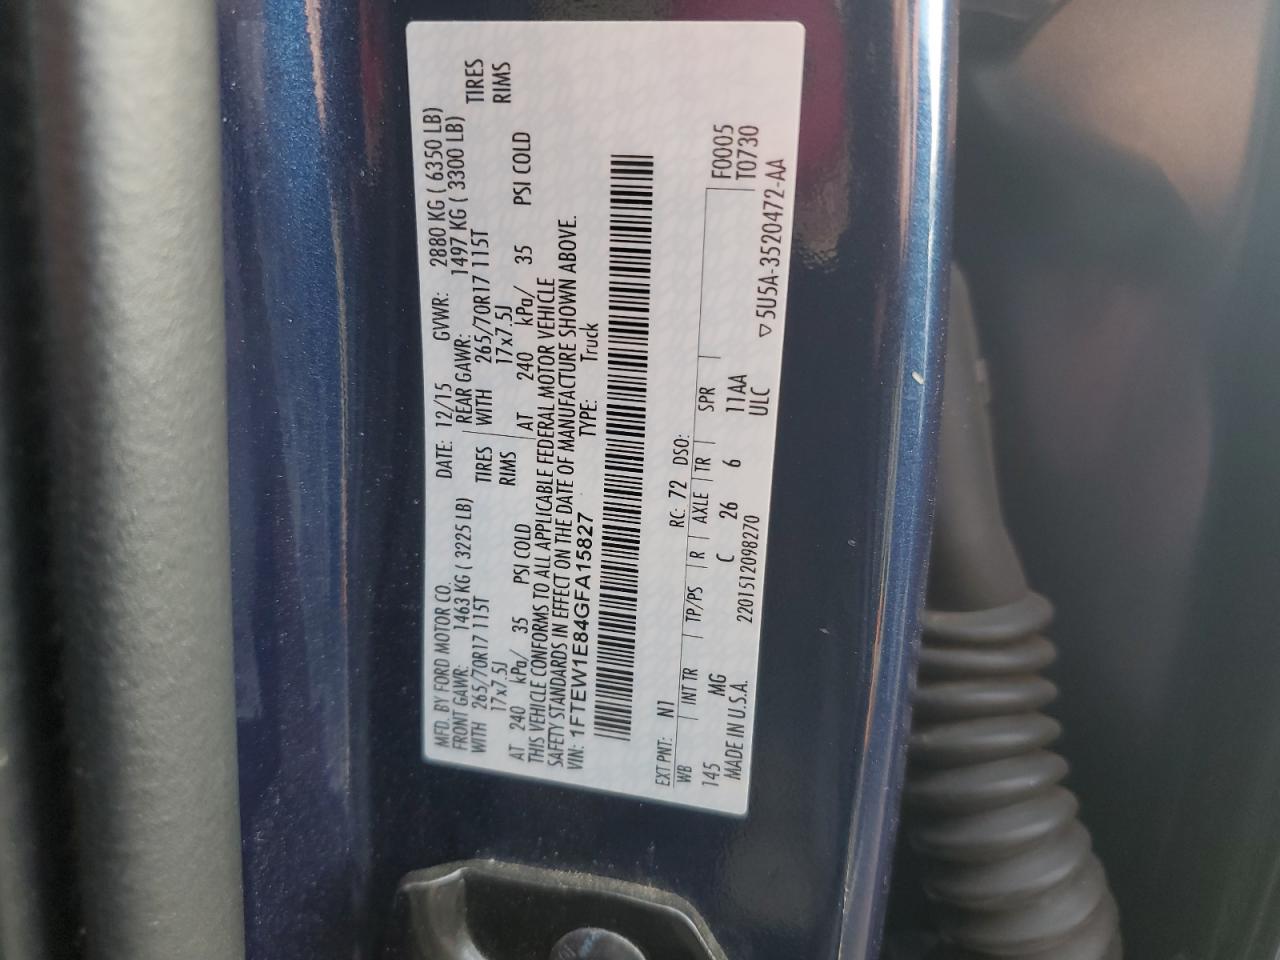 MFD. BY FORD MOTOR CO. DATE: 12/15 GVWR: 2880 KG ( 6350 LB)
FRONT GAWR: 1463 KG ( 3225 LB) REAR GAWR: 1497 KG ( 3300 LB)
WITH 265/70R17 115T TIRES WITH 265/70R17 115T TIRES
17x7.5J RIMS 17x7.5J RIMS
AT 240 kPa/ 35 PSI COLD AT 240 kPa/ 35 PSI COLD
THIS VEHICLE CONFORMS TO ALL APPLICABLE FEDERAL MOTOR VEHICLE
SAFETY STANDARDS IN EFFECT ON THE DATE OF MANUFACTURE SHOWN ABOVE.
VIN: 1FTEW1E84GFA15827 TYPE: Truck
EXT PNT: N1 RC: 72 DSO:
WB INT TR TP/PS R AXLE TR SPR F0005
145 MG C 26 6 11AA T0730
MADE IN U.S.A. 2201512098270 ULC
▽5U5A-3520472-AA